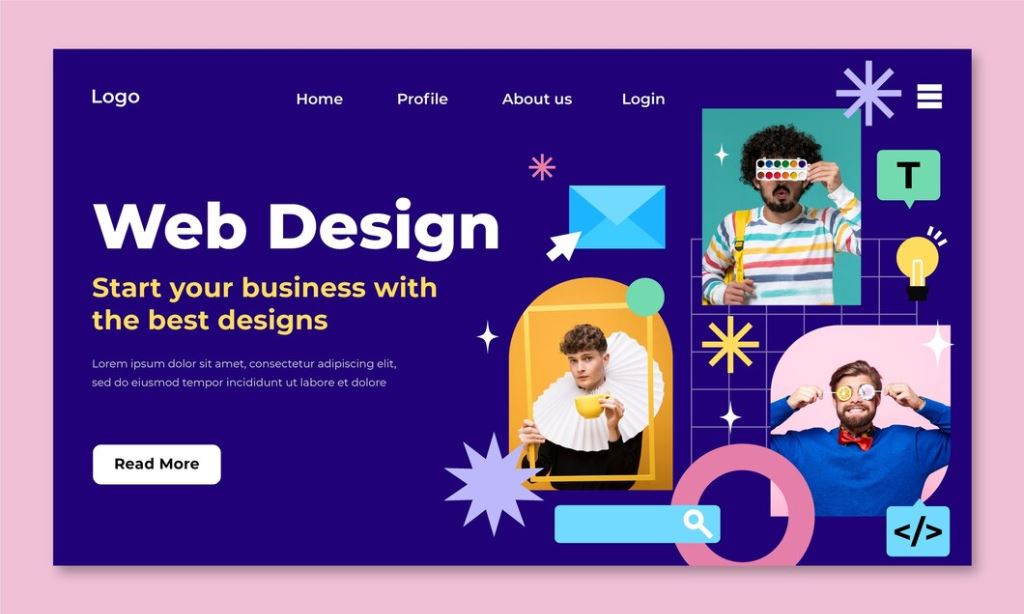 Logo
Home
Profile
About us
Login
T
Web Design
Start your business with
the best designs
Lorem ipsum dolor sit amet, consectetur adipiscing elit,
sed do eiusmod tempor incididunt ut labore et dolore
Read More
</>